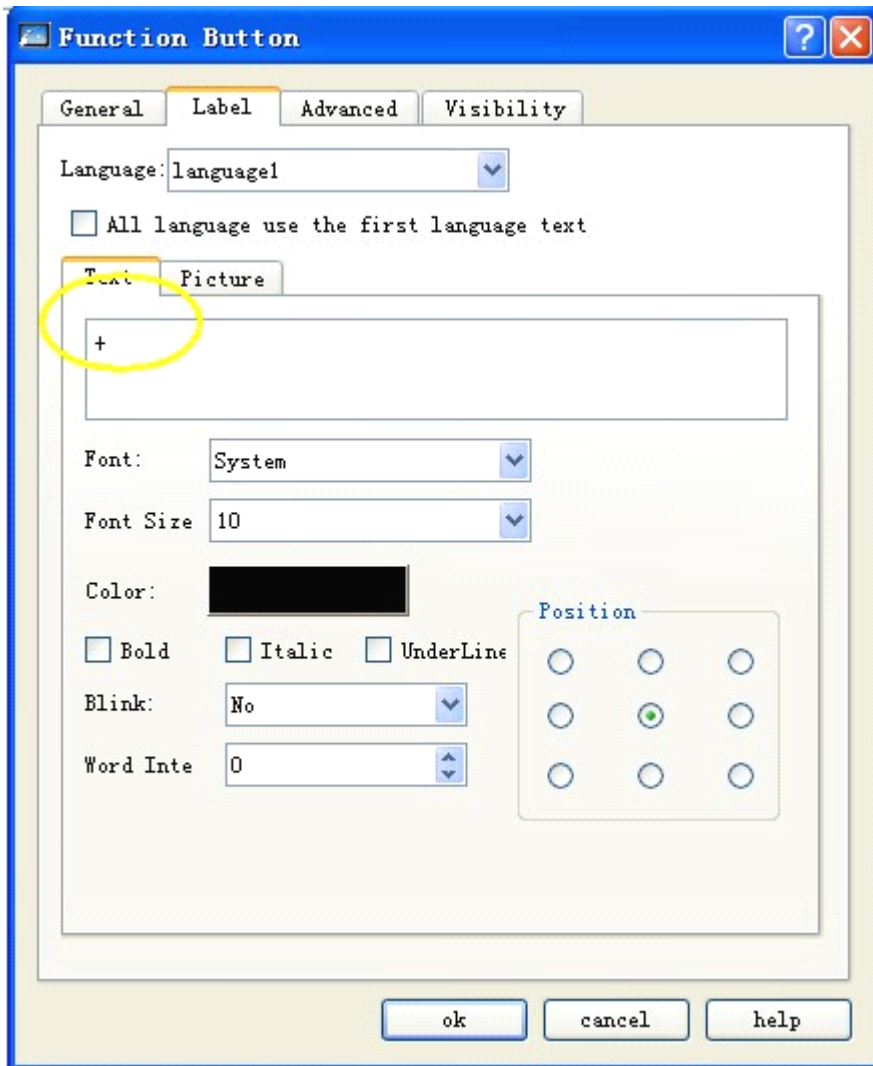 Function Button
General Label Advanced Visibility
Language: language1
All language use the first language text
Text Picture
+
Font: System
Font Size 10
Color:
Position
Bold Italic UnderLine
Blink: No
Word Inte 0
ok cancel help